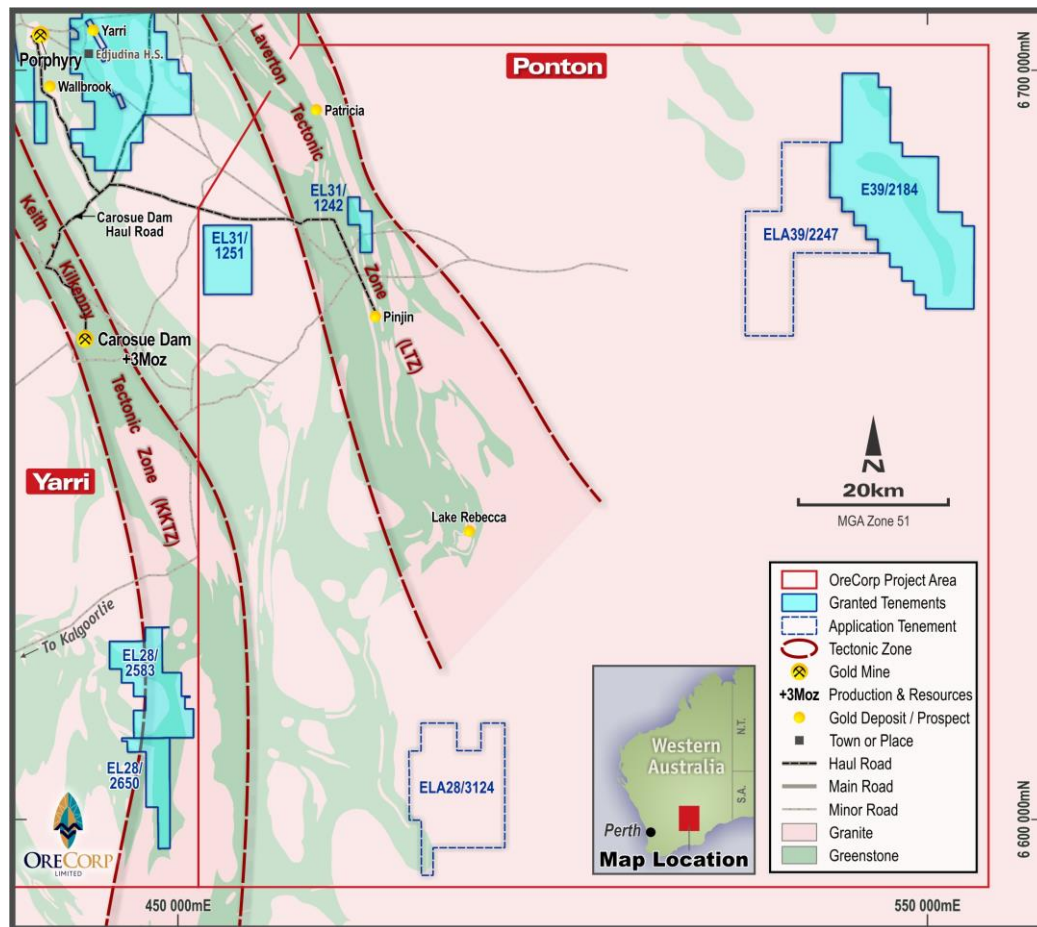 Yarri
Edjudina H.S.
Porphyry
Wallbrook
Laverton
Tectonic
Zone
(LTZ)
Patricia
Ponton
6 700 000mN
E39/2184
ELA39/2247
EL31/
1242
EL31/
1251
Carosue Dam
Haul Road
Keith
Kilkenny
Tectonic
Zone
(KKTZ)
Pinjin
Carosue Dam
+3Moz
Yarri
Lake Rebecca
N
20km
MGA Zone 51
To Kalgoorlie
EL28/
2583
EL28/
2650
ELA28/3124
Western
Australia
N.T.
S.A.
Perth
Map Location
OreCorp Project Area
Granted Tenements
Application Tenement
Tectonic Zone
Gold Mine
+3Moz Production & Resources
Gold Deposit / Prospect
Town or Place
Haul Road
Main Road
Minor Road
Granite
Greenstone
6 600 000mN
ORECORP
LIMITED
450 000mE
550 000mE